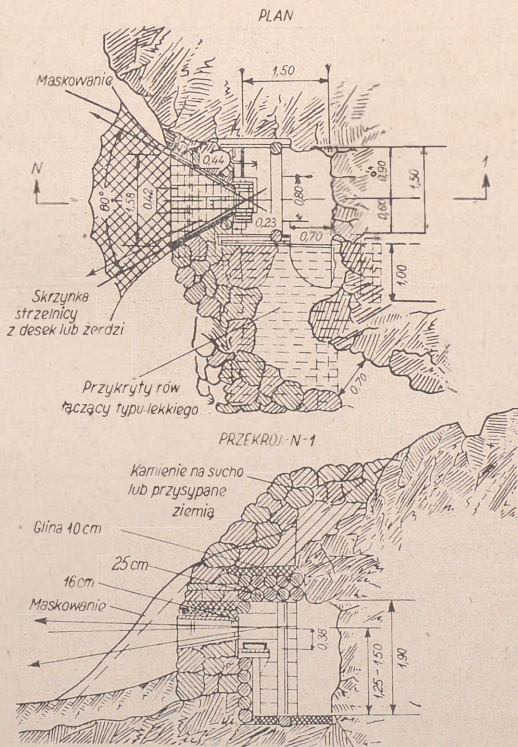 PLAN
1,50
Maskowanie
0,44
N
80°
1.58
0.42
0,23
0,80
0,70
0,90
0,60
1,50
1
1,00
Skrzynka
strzelnicy
z desek lub żerdzi
Przykryty rów
łączący typu lekkiego
0,70
PRZEKRÓJ-N-1
Kamienie na sucho
lub przysypane
ziemią
Glina 10 cm
25 cm
16 cm
Maskowanie
0,38
1,25-1,50
1,90